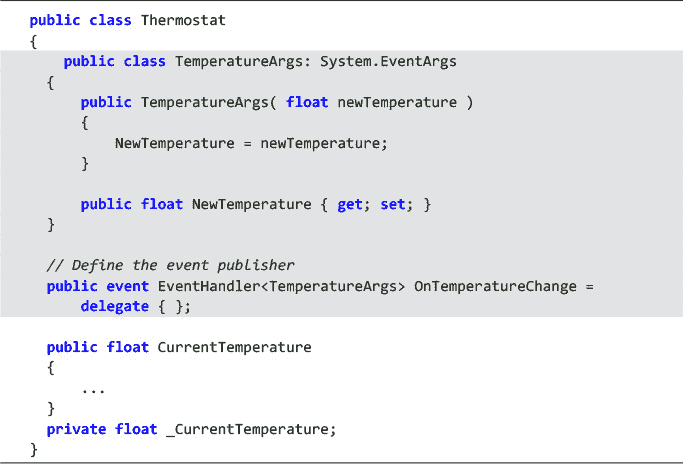 public class Thermostat
{
public class TemperatureArgs: System.EventArgs
{
public TemperatureArgs( float newTemperature )
{
NewTemperature = newTemperature;
}
public float NewTemperature { get; set; }
}
// Define the event publisher
public event EventHandler<TemperatureArgs> OnTemperatureChange =
delegate { };
public float CurrentTemperature
{
...
}
private float _CurrentTemperature;
}